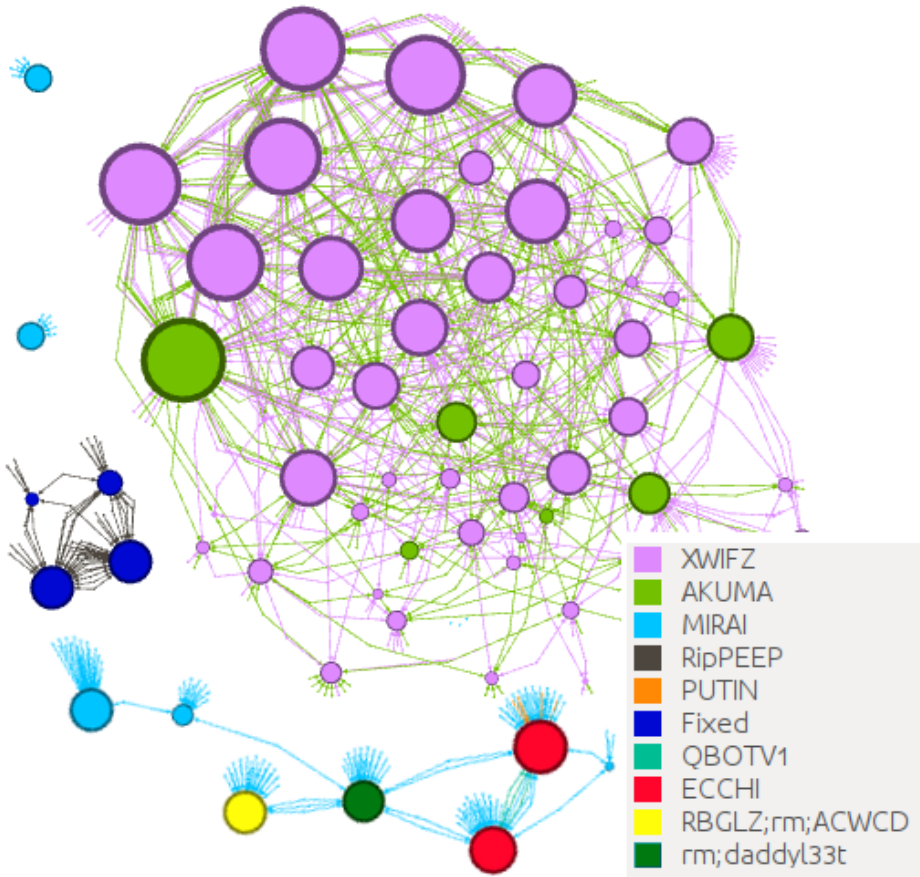 XWIFZ
AKUMA
MIRAI
RipPEEP
PUTIN
Fixed
QBOTV1
ECCHI
RBGLZ;rm;ACWCD
rm;daddyl33t